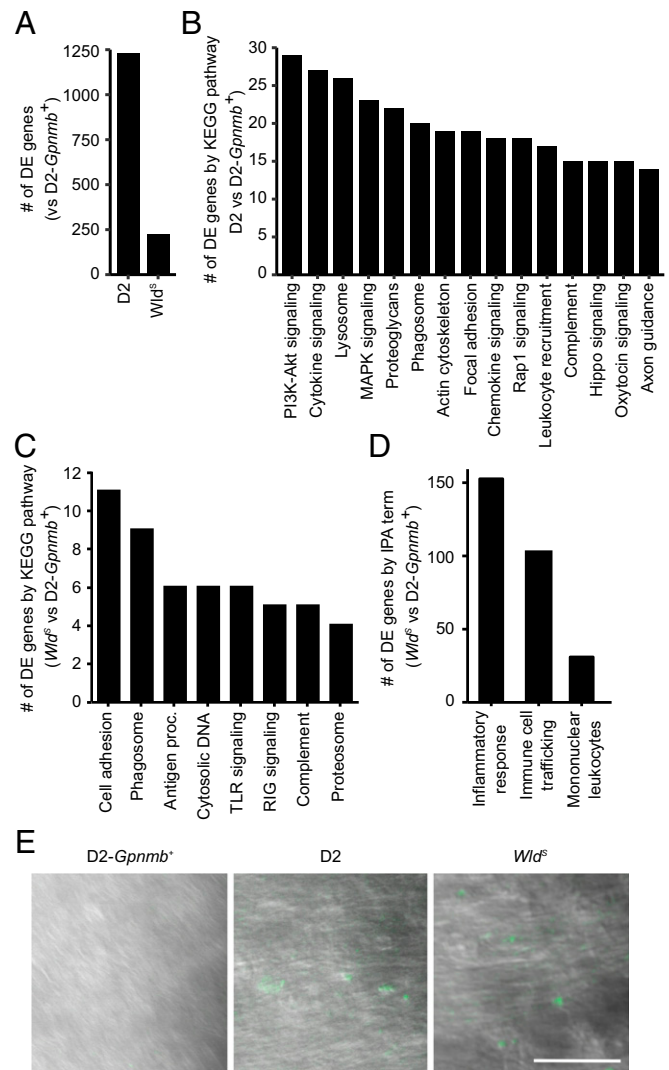 A
# of DE genes
(vs D2-Gpnmb+)
1250
1000
750
500
250
0
D2
Wldˢ
B
# of DE genes by KEGG pathway
D2 vs D2-Gpnmb+)
30
25
20
15
10
5
0
PI3K-Akt signaling
Cytokine signaling
Lysosome
MAPK signaling
Proteoglycans
Phagosome
Actin cytoskeleton
Focal adhesion
Chemokine signaling
Rap1 signaling
Leukocyte recruitment
Complement
Hippo signaling
Oxytocin signaling
Axon guidance
C
# of DE genes by KEGG pathway
(Wldˢ vs D2-Gpnmb+)
12
10
8
6
4
2
0
Cell adhesion
Phagosome
Antigen proc.
Cytosolic DNA
TLR signaling
RIG signaling
Complement
Proteosome
D
# of DE genes by IPA term
(Wldˢ vs D2-Gpnmb+)
150
100
50
0
Inflammatory
response
Immune cell
trafficking
Mononuclear
leukocytes
E
D2-Gpnmb+
D2
Wldˢ